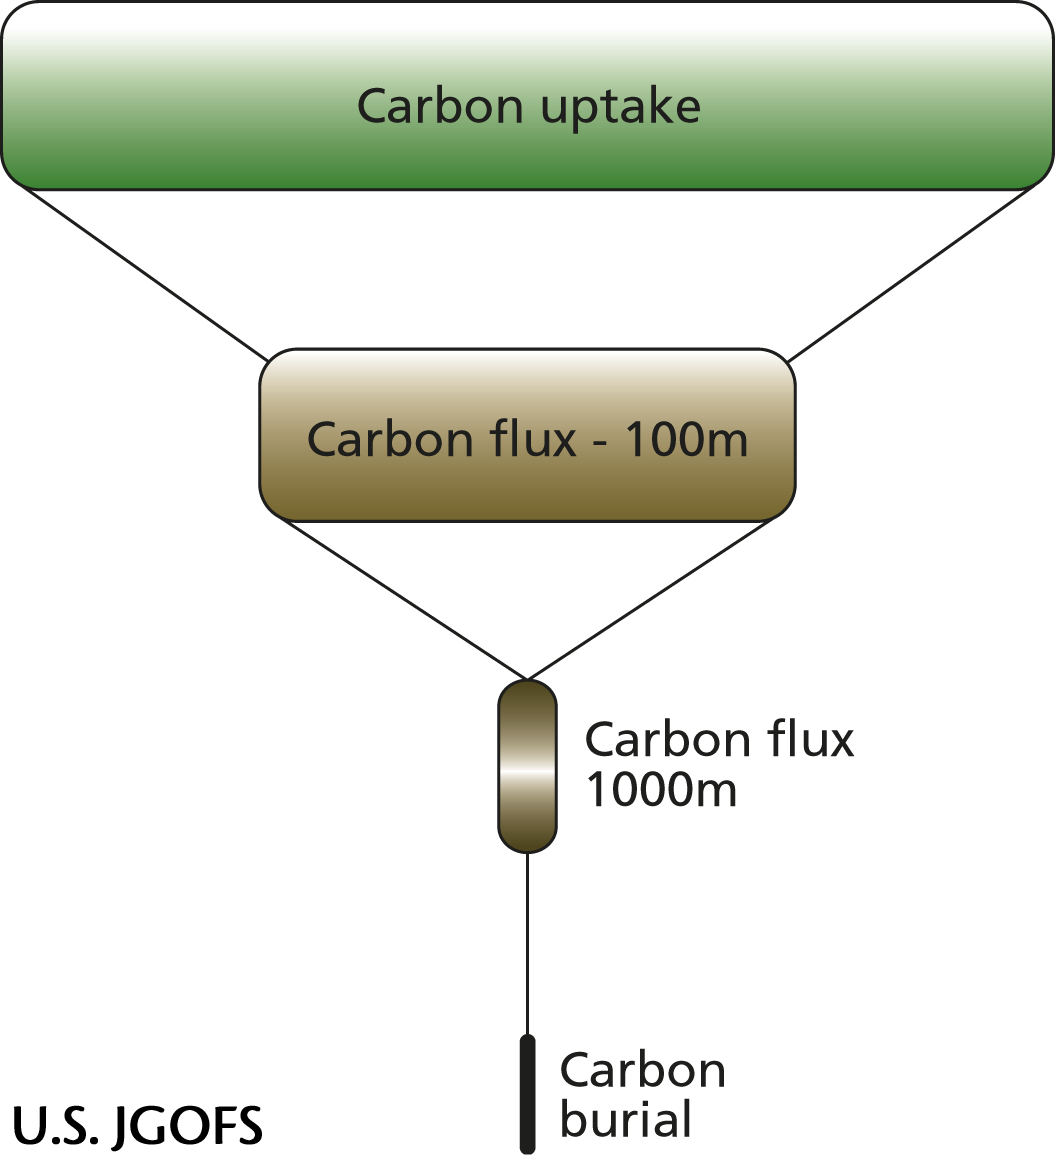 Carbon uptake
Carbon flux - 100m
Carbon flux
1000m
Carbon
burial
U.S. JGOFS